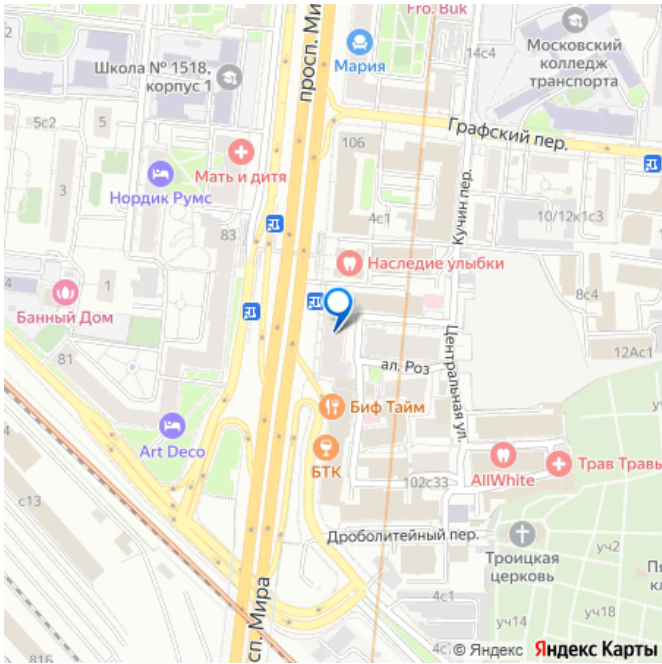 Fro. Buk
14с4
Московский
колледж
транспорта
просп. Мира
Мария
Школа № 1518,
корпус 1
5с2
5
106
Графский пер.
Мать и дитя
3
Нордик Румс
4с1
Кучин пер.
10/12к1с3
83
Наследие улыбки
4
1
Банный Дом
8с4
81
ал. Роз
Центральная ул.
12Ас1
Биф Тайм
Art Deco
БТК
AllWhite
Трав Травы
102с33
с13
Дроболитейный пер.
Троицкая
церковь
уч2
сп. Мира
4с1
уч14
уч18
81Б
© Яндекс Яндекс Карты